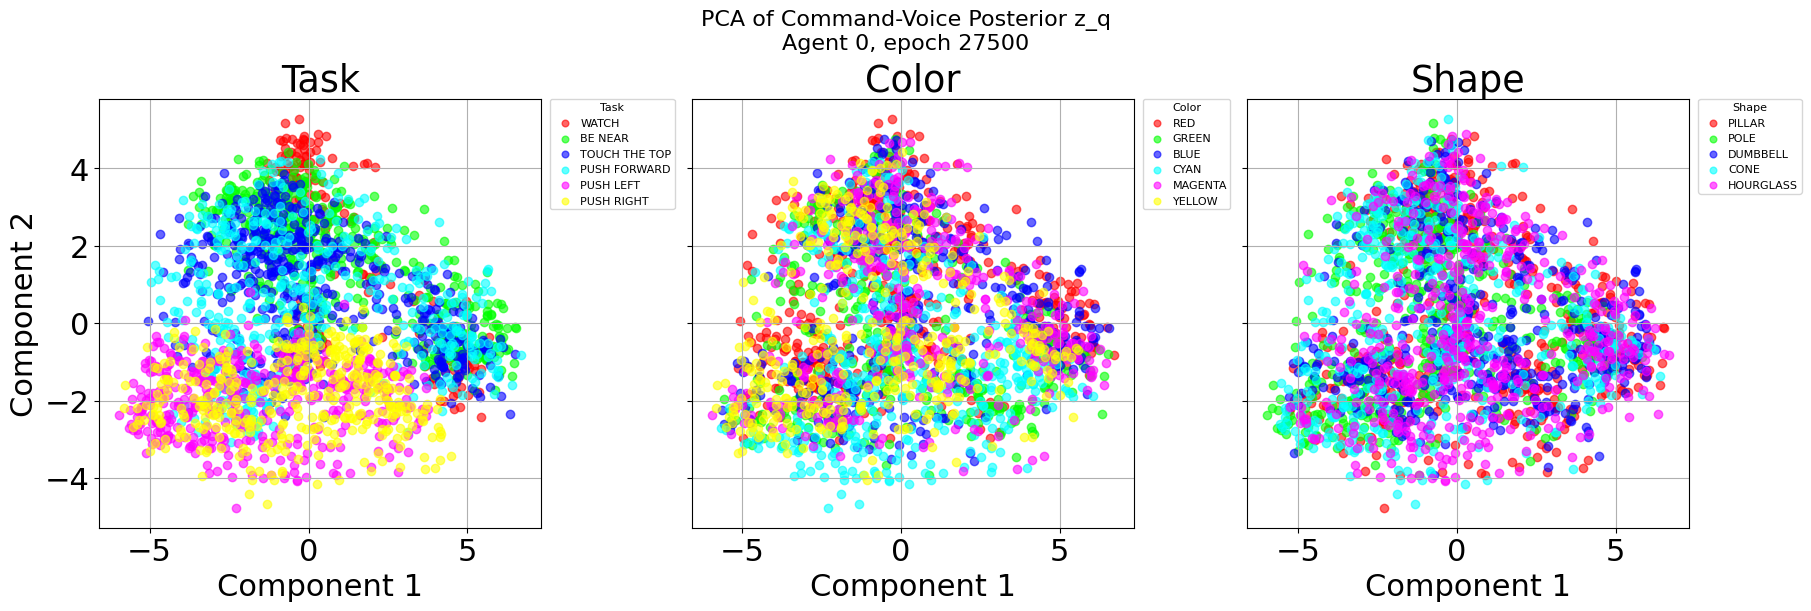 PCA of Command-Voice Posterior z_q
Agent 0, epoch 27500
Task
Color
Shape
Component 2
4
2
0
−2
−4
−5
0
5
Component 1
Task
WATCH
BE NEAR
TOUCH THE TOP
PUSH FORWARD
PUSH LEFT
PUSH RIGHT
−5
0
5
Component 1
Color
RED
GREEN
BLUE
CYAN
MAGENTA
YELLOW
−5
0
5
Component 1
Shape
PILLAR
POLE
DUMBBELL
CONE
HOURGLASS